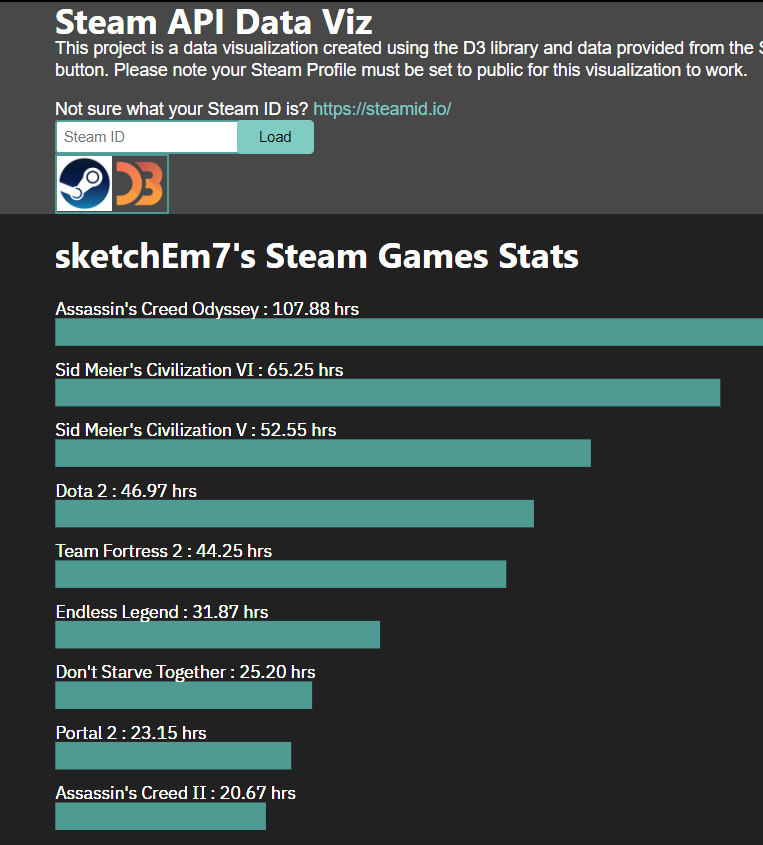 Steam API Data Viz
This project is a data visualization created using the D3 library and data provided from the
button. Please note your Steam Profile must be set to public for this visualization to work.
Not sure what your Steam ID is? https://steamid.io/
Steam ID Load
D3
sketchEm7's Steam Games Stats
Assassin's Creed Odyssey : 107.88 hrs
Sid Meier's Civilization VI : 65.25 hrs
Sid Meier's Civilization V : 52.55 hrs
Dota 2 : 46.97 hrs
Team Fortress 2 : 44.25 hrs
Endless Legend : 31.87 hrs
Don't Starve Together : 25.20 hrs
Portal 2 : 23.15 hrs
Assassin's Creed II : 20.67 hrs